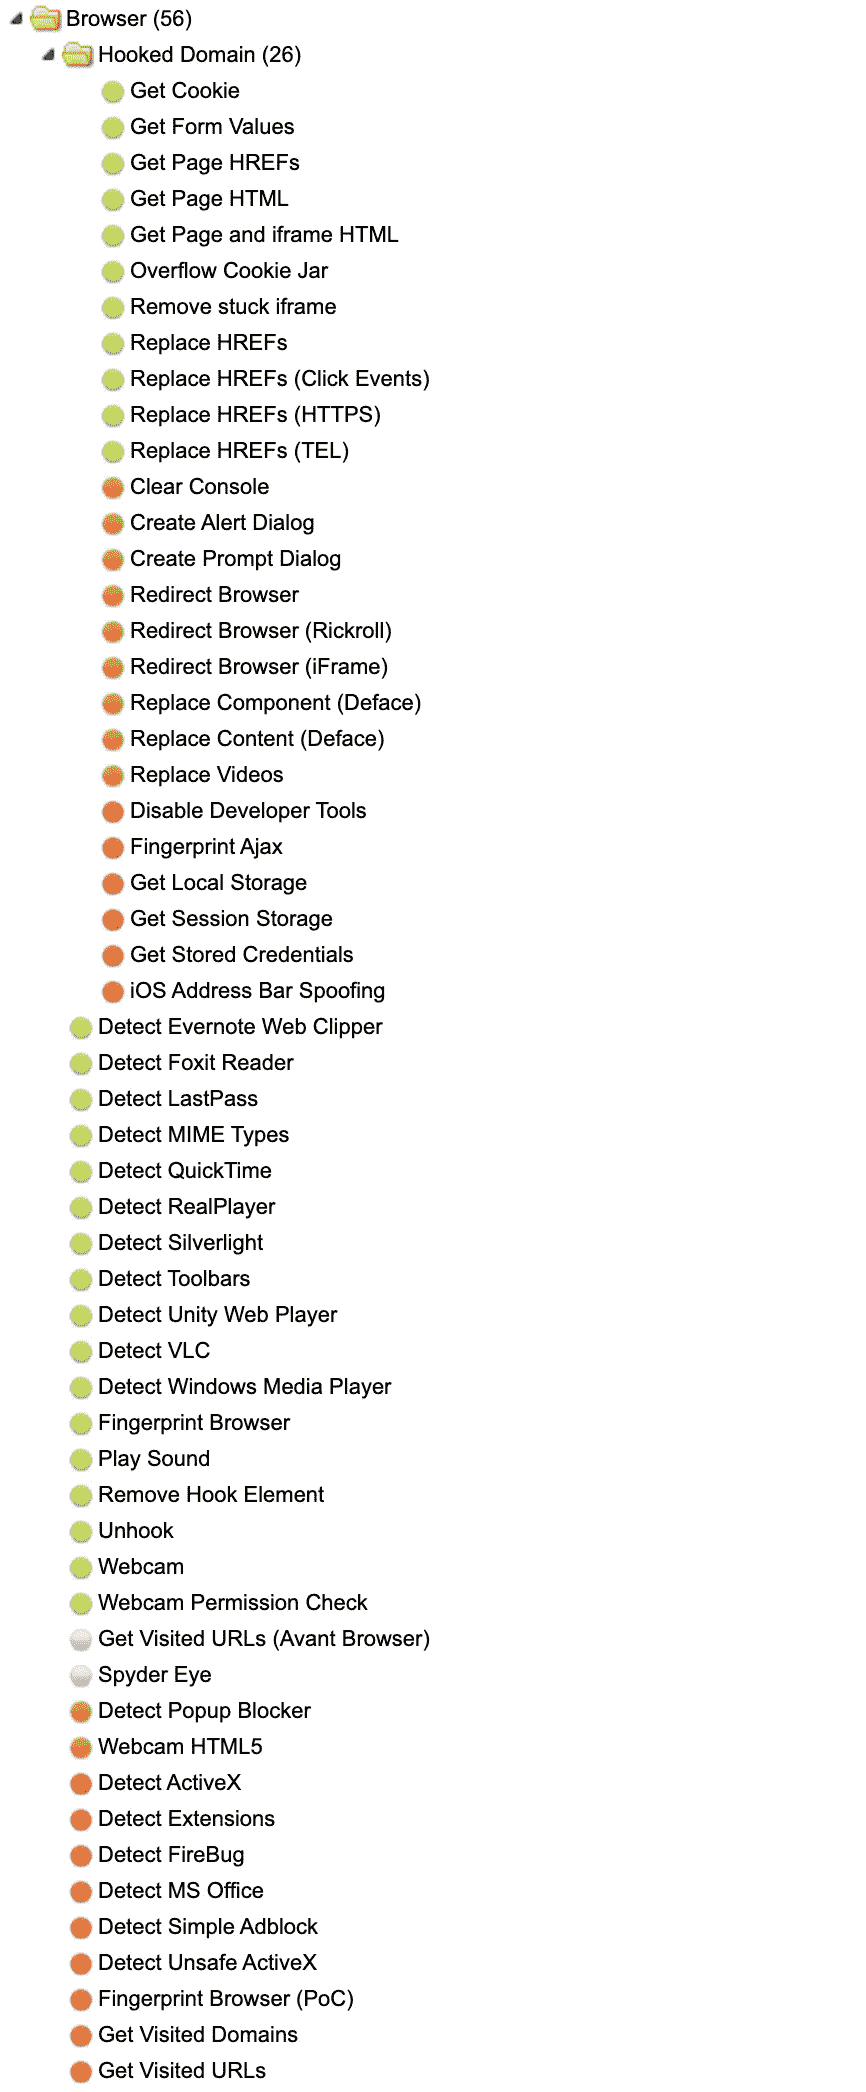 Browser (56)
Hooked Domain (26)
Get Cookie
Get Form Values
Get Page HREFs
Get Page HTML
Get Page and iframe HTML
Overflow Cookie Jar
Remove stuck iframe
Replace HREFs
Replace HREFs (Click Events)
Replace HREFs (HTTPS)
Replace HREFs (TEL)
Clear Console
Create Alert Dialog
Create Prompt Dialog
Redirect Browser
Redirect Browser (Rickroll)
Redirect Browser (iFrame)
Replace Component (Deface)
Replace Content (Deface)
Replace Videos
Disable Developer Tools
Fingerprint Ajax
Get Local Storage
Get Session Storage
Get Stored Credentials
iOS Address Bar Spoofing
Detect Evernote Web Clipper
Detect Foxit Reader
Detect LastPass
Detect MIME Types
Detect QuickTime
Detect RealPlayer
Detect Silverlight
Detect Toolbars
Detect Unity Web Player
Detect VLC
Detect Windows Media Player
Fingerprint Browser
Play Sound
Remove Hook Element
Unhook
Webcam
Webcam Permission Check
Get Visited URLs (Avant Browser)
Spyder Eye
Detect Popup Blocker
Webcam HTML5
Detect ActiveX
Detect Extensions
Detect FireBug
Detect MS Office
Detect Simple Adblock
Detect Unsafe ActiveX
Fingerprint Browser (PoC)
Get Visited Domains
Get Visited URLs